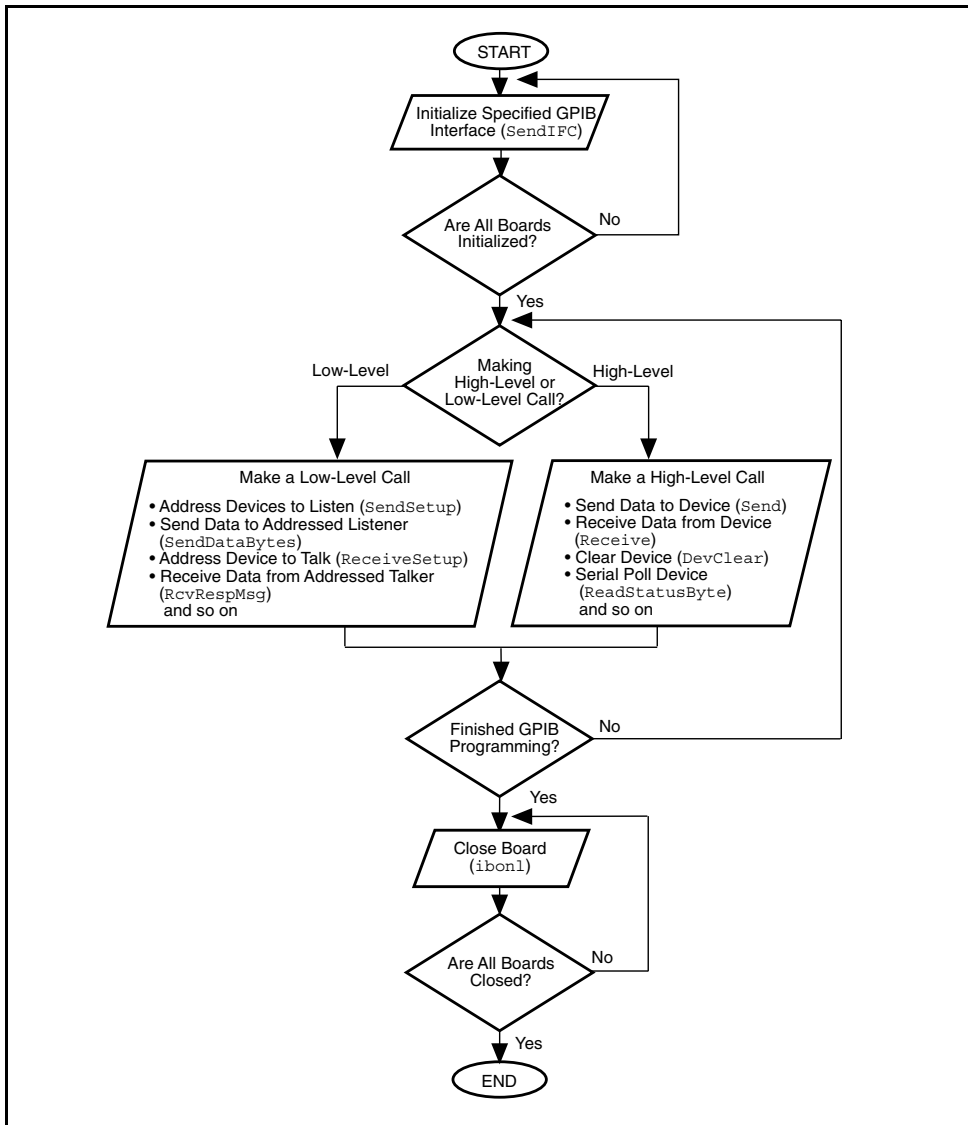 START
Initialize Specified GPIB
Interface (SendIFC)
Are All Boards
Initialized?
No
Yes
Making
High-Level or
Low-Level Call?
Low-Level
High-Level
Make a Low-Level Call
• Address Devices to Listen (SendSetup)
• Send Data to Addressed Listener
(SendDataBytes)
• Address Device to Talk (ReceiveSetup)
• Receive Data from Addressed Talker
(RcvRespMsg)
and so on
Make a High-Level Call
• Send Data to Device (Send)
• Receive Data from Device
(Receive)
• Clear Device (DevClear)
• Serial Poll Device
(ReadStatusByte)
and so on
Finished GPIB
Programming?
No
Yes
Close Board
(ibonl)
Are All Boards
Closed?
No
Yes
END